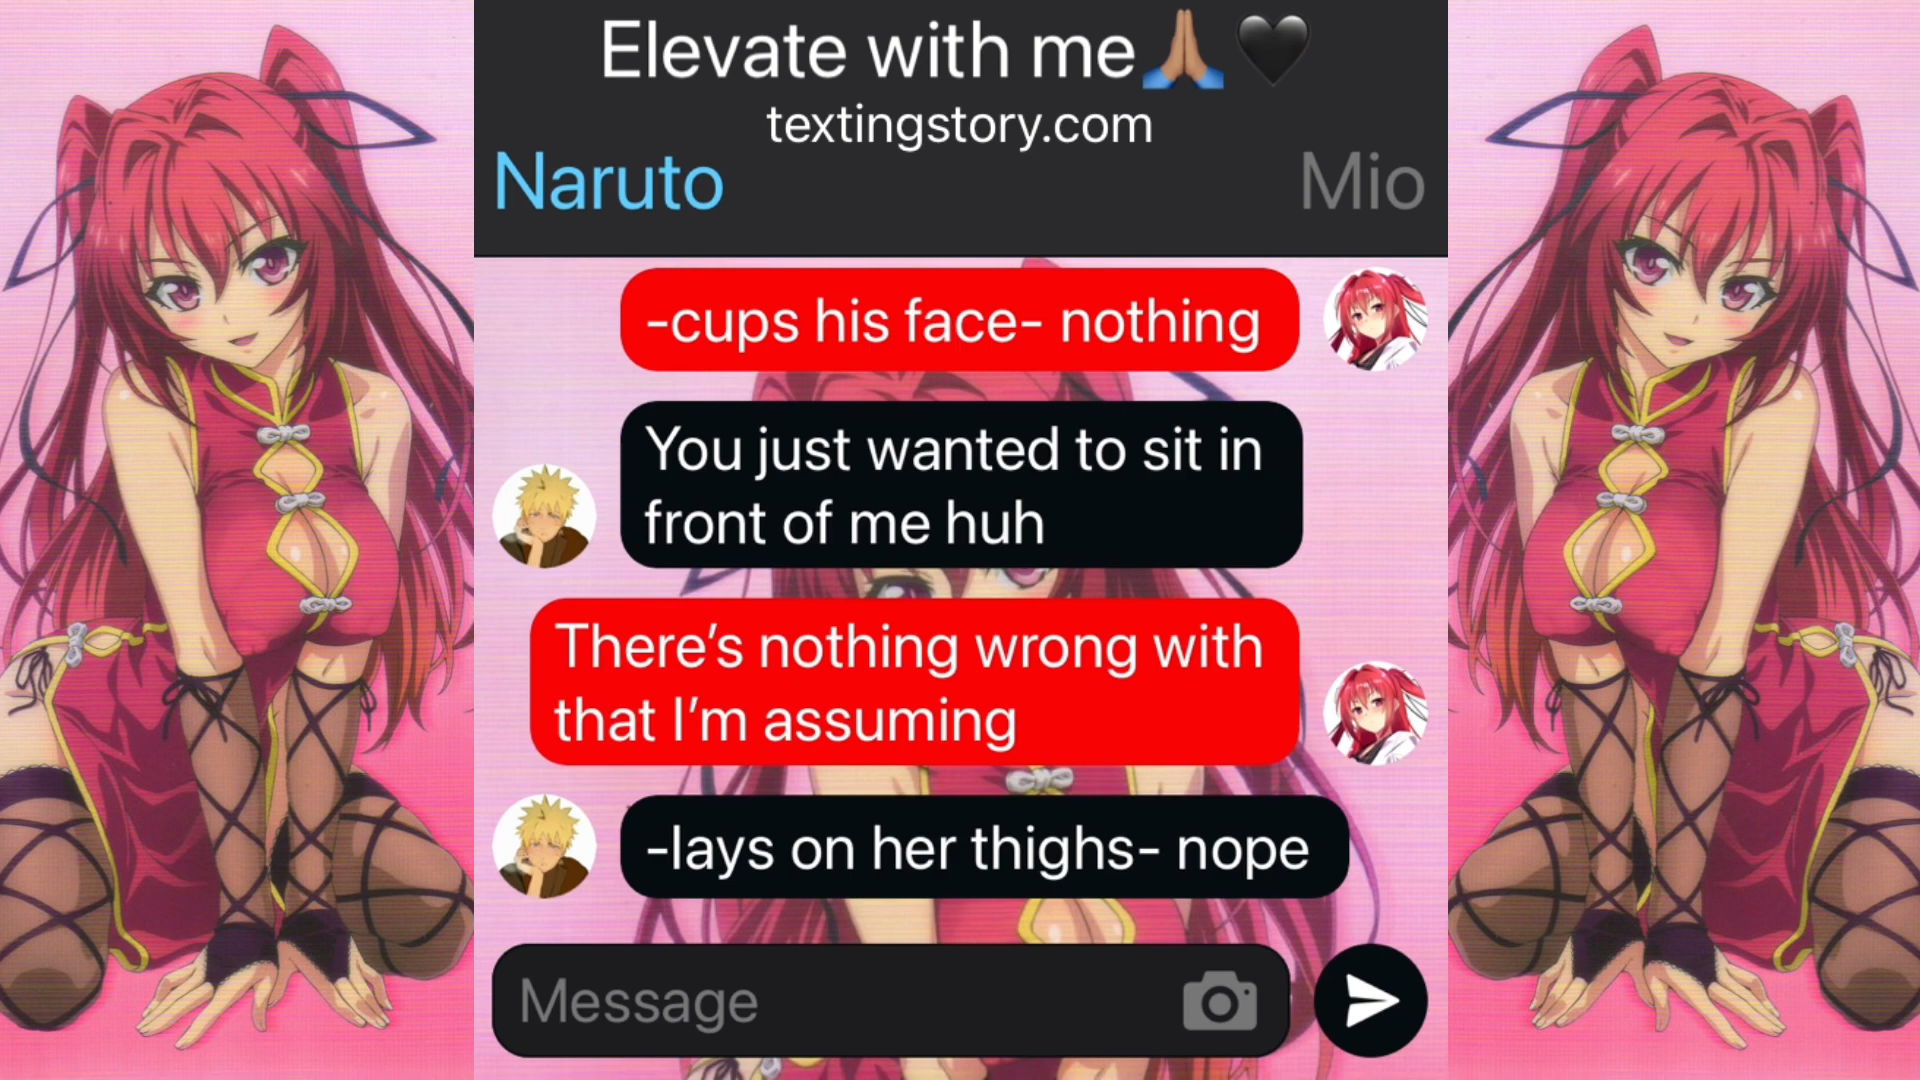 Elevate with me🙏🏽🖤
textingstory.com
Naruto
Mio
-cups his face- nothing
You just wanted to sit in
front of me huh
There's nothing wrong with
that I'm assuming
-lays on her thighs- nope
Message